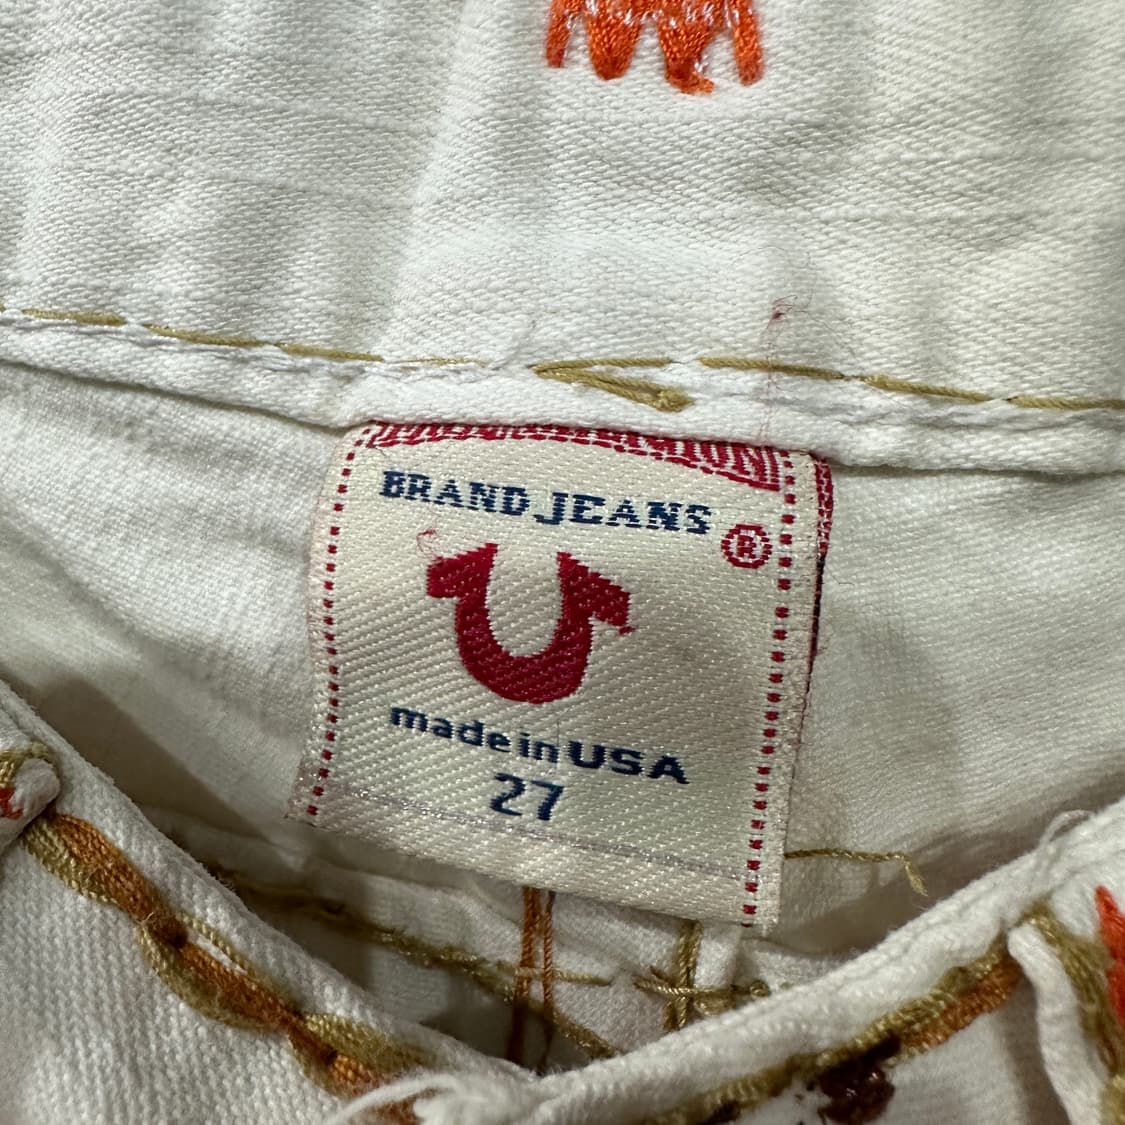 BRAND JEANS
®
made in USA
27